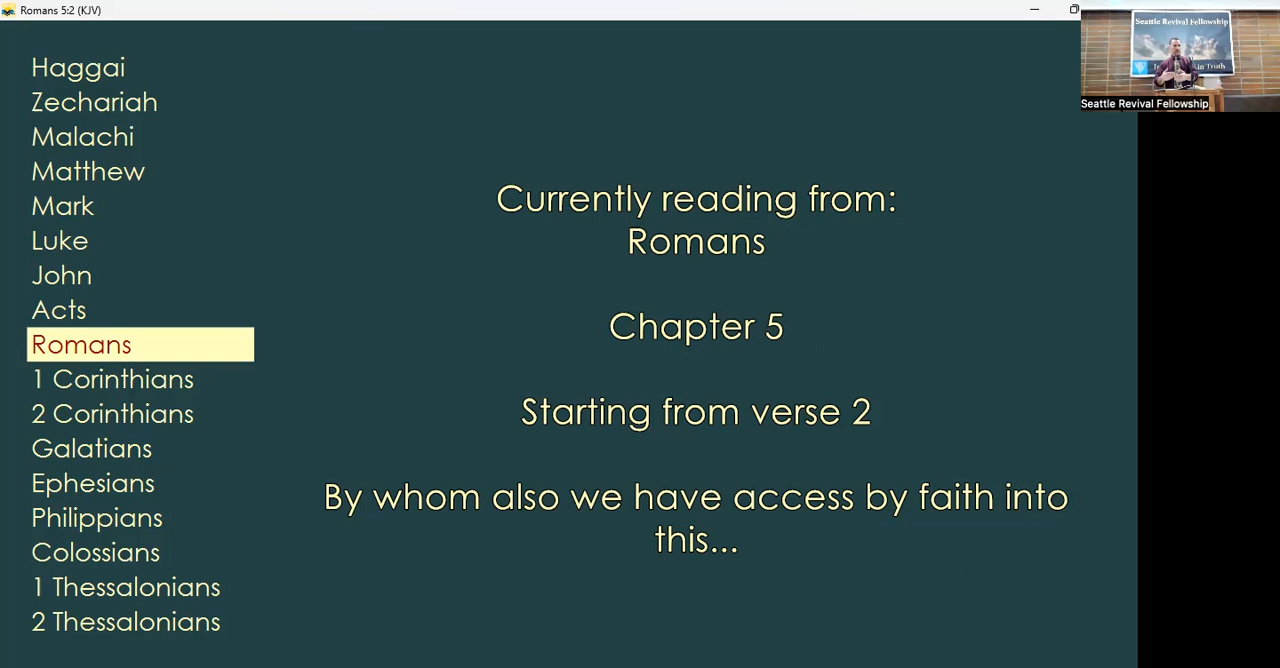 Romans 5:2 (KJV)
Haggai
Zechariah
Malachi
Matthew
Mark
Luke
John
Acts
Romans
1 Corinthians
2 Corinthians
Galatians
Ephesians
Philippians
Colossians
1 Thessalonians
2 Thessalonians
Currently reading from:
Romans
Chapter 5
Starting from verse 2
By whom also we have access by faith into
this...
Seattle Revival Fellowship
in Truth
Seattle Revival Fellowship